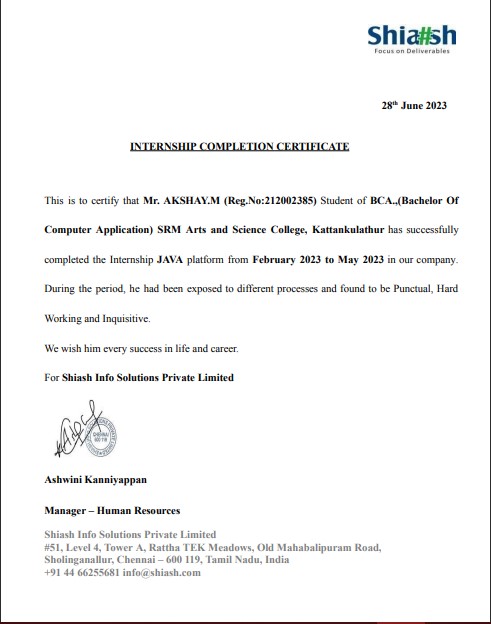 Shia#sh
Focus on Deliverables
28th June 2023
INTERNSHIP COMPLETION CERTIFICATE
This is to certify that Mr. AKSHAY.M (Reg.No:212002385) Student of BCA.,(Bachelor Of
Computer Application) SRM Arts and Science College, Kattankulathur has successfully
completed the Internship JAVA platform from February 2023 to May 2023 in our company.
During the period, he had been exposed to different processes and found to be Punctual, Hard
Working and Inquisitive.
We wish him every success in life and career.
For Shiash Info Solutions Private Limited
CHENNAI
600 119
Ashwini Kanniyappan
Manager – Human Resources
Shiash Info Solutions Private Limited
#51, Level 4, Tower A, Rattha TEK Meadows, Old Mahabalipuram Road,
Sholinganallur, Chennai – 600 119, Tamil Nadu, India
+91 44 66255681 info@shiash.com